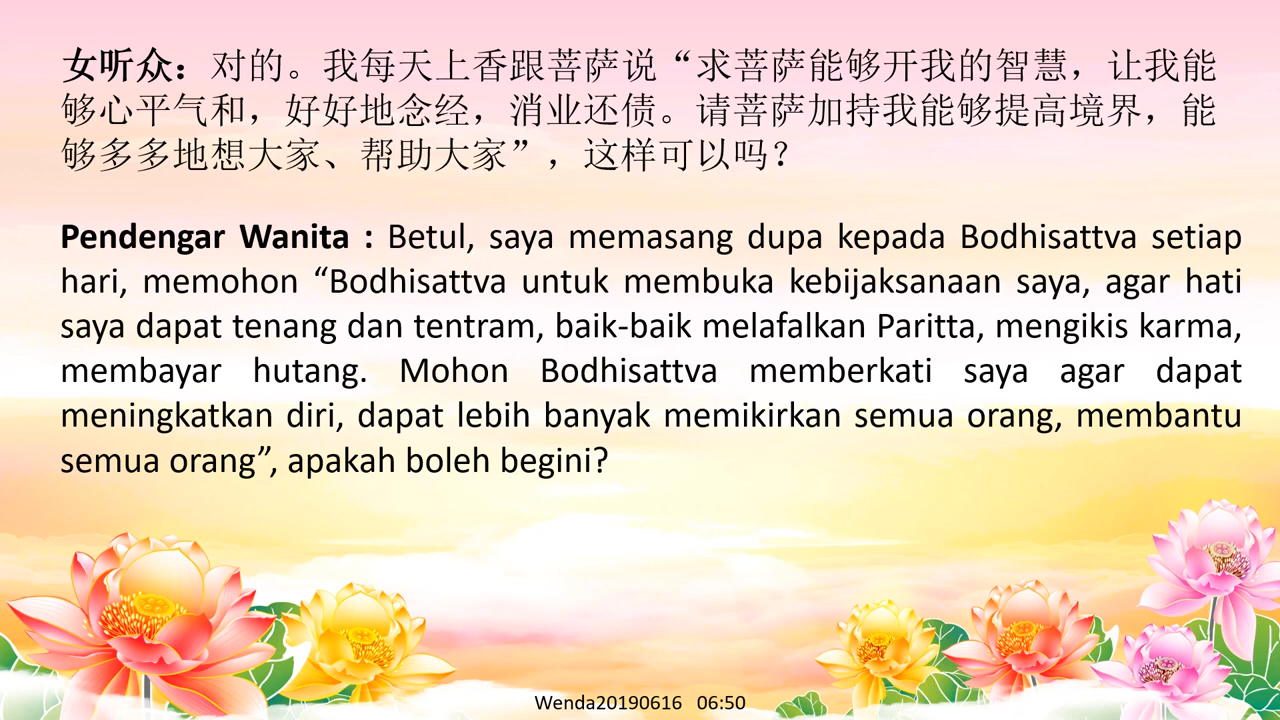 女听众：对的。我每天上香跟菩萨说“求菩萨能够开我的智慧，让我能
够心平气和，好好地念经，消业还债。请菩萨加持我能够提高境界，能
够多多地想大家、帮助大家”，这样可以吗？
Pendengar Wanita : Betul, saya memasang dupa kepada Bodhisattva setiap
hari, memohon “Bodhisattva untuk membuka kebijaksanaan saya, agar hati
saya dapat tenang dan tentram, baik-baik melafalkan Paritta, mengikis karma,
membayar hutang. Mohon Bodhisattva memberkati saya agar dapat
meningkatkan diri, dapat lebih banyak memikirkan semua orang, membantu
semua orang”, apakah boleh begini?
Wenda20190616 06:50